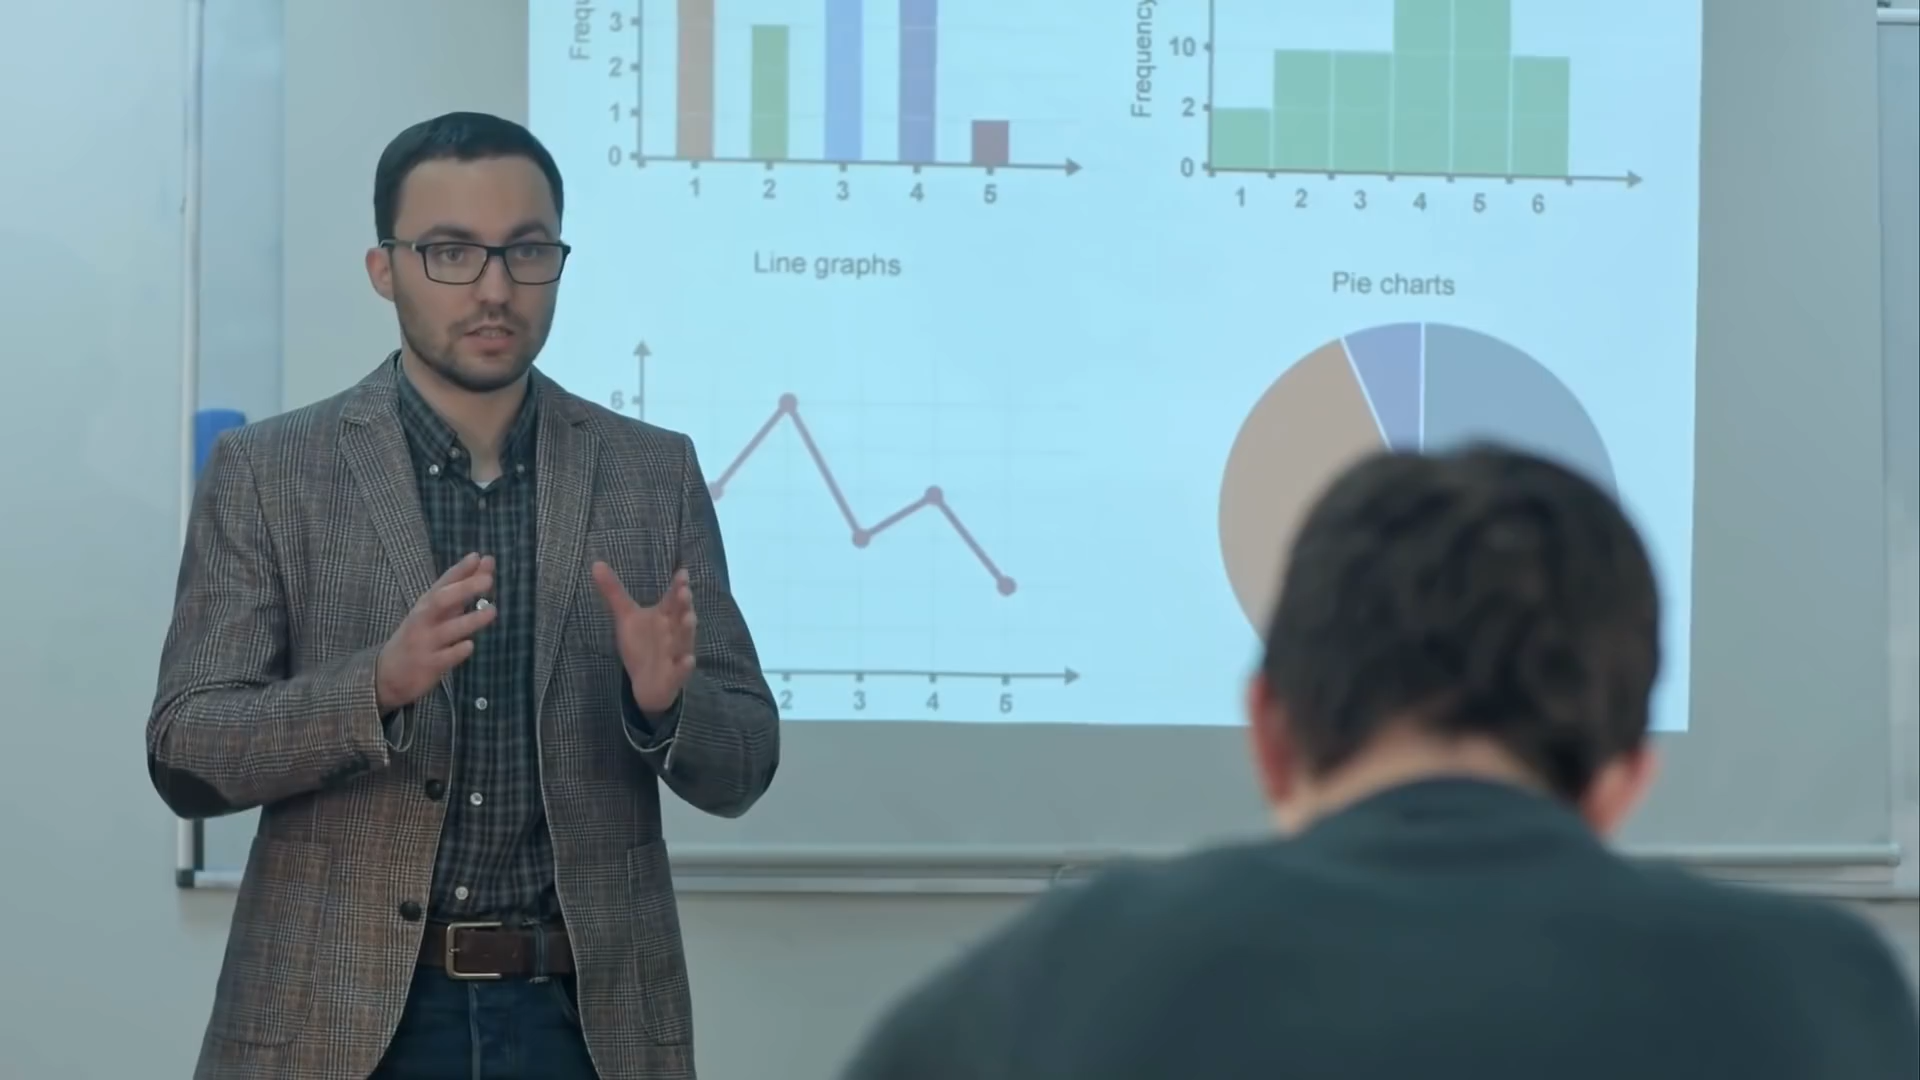 Frequ
3
2
1
0
1 2 3 4 5
Frequency
10
2
0
1 2 3 4 5 6
Line graphs
6
2 3 4 5
Pie charts